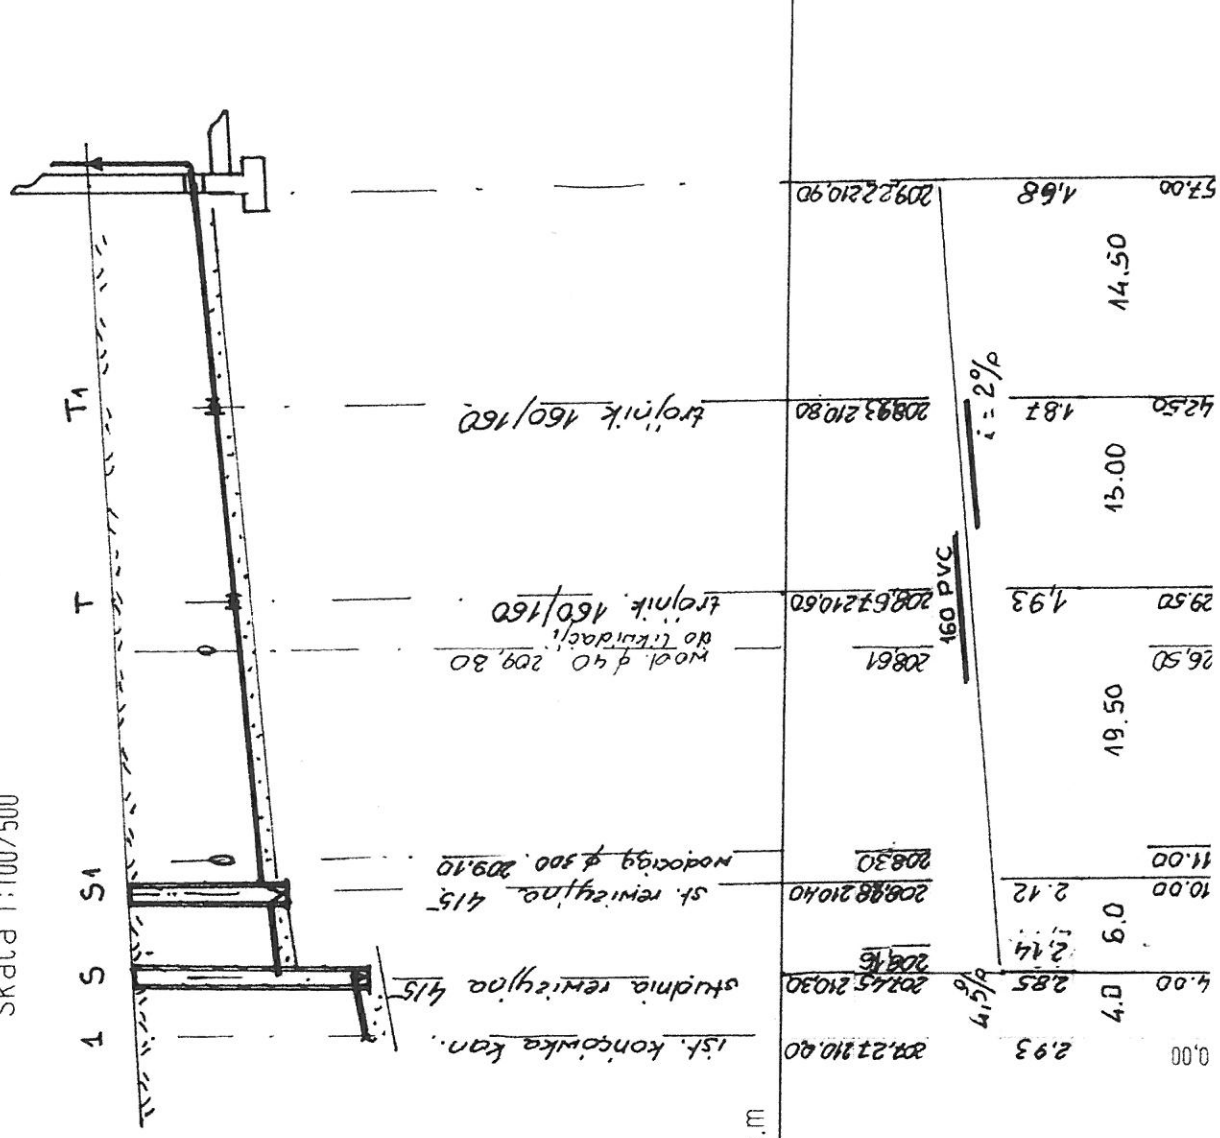 Skala 1:100/500
1
S
S1
T
T1
ist. końcówka kan.
studnia rewizyjna 415
st. rewizyjna 415
wodociąg ϕ 300. 209.10
wod. ϕ 40 209,80
do likwidacji
trójnik. 160/160
trójnik 160/160
.m
210.00
210.30
210.40
210,60
210.80
210,90
207,27
207,45
208,16
208,28
208,30
208,61
208,67
208,93
209,22
4,5%
160 PVC
i = 2%
2,93
2,85
2,14
2.12
1,93
1.87
1,68
4.0
6.0
19.50
13.00
14.50
0,00
4.00
10.00
11.00
26,50
29.50
42.50
57.00